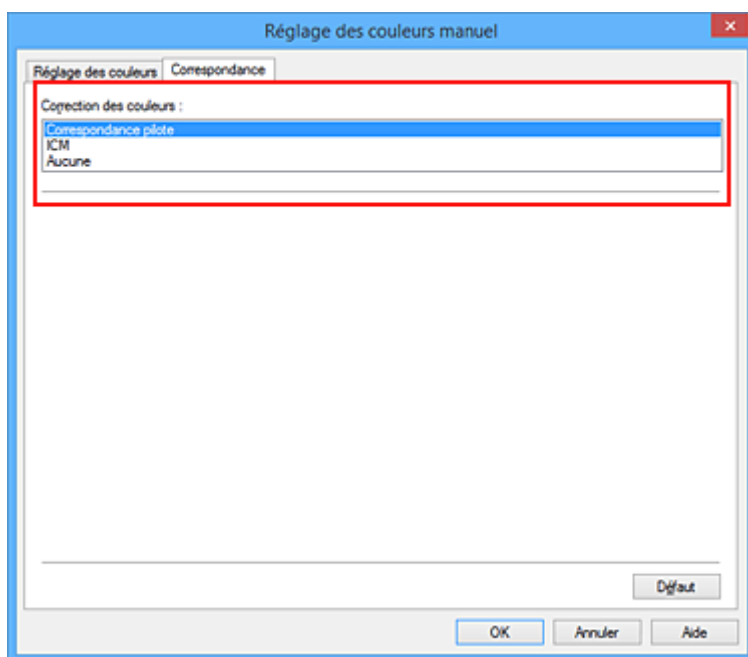 Réglage des couleurs manuel
Réglage des couleurs Correspondance
Correction des couleurs :
Correspondance pilote
ICM
Aucune
Défaut
OK Annuler Aide